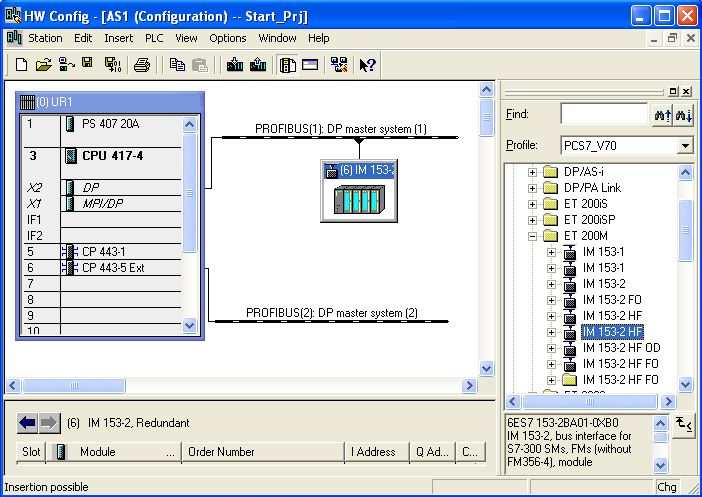 HW Config - [AS1 (Configuration) -- Start_Prj]
Station Edit Insert PLC View Options Window Help
(0) UR1
1 PS 407 20A
3 CPU 417-4
X2 DP
X1 MPI/DP
IF1
IF2
5 CP 443-1
6 CP 443-5 Ext
7
8
9
10
PROFIBUS(1): DP master system (1)
(6) IM 153-2
PROFIBUS(2): DP master system (2)
Find:
Profile: PCS7_V70
DP/AS-i
DP/PA Link
ET 200iS
ET 200iSP
ET 200M
IM 153-1
IM 153-1
IM 153-2
IM 153-2 FO
IM 153-2 HF
IM 153-2 HF
IM 153-2 HF OD
IM 153-2 HF FO
IM 153-2 HF FO
6ES7 153-2BA01-0XB0
IM 153-2, bus interface for
S7-300 SMs, FMs (without
FM356-4), module
(6) IM 153-2, Redundant
Slot Module ... Order Number I Address Q Ad... C...
Insertion possible Chg